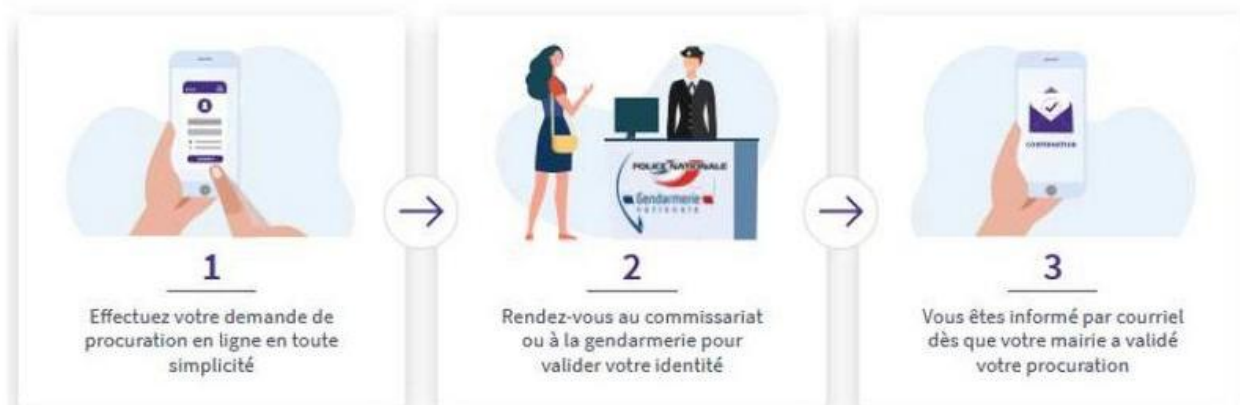 1
Effectuez votre demande de
procuration en ligne en toute
simplicité
POLICE NATIONALE
Gendarmerie
nationale
2
Rendez-vous au commissariat
ou à la gendarmerie pour
valider votre identité
CONFIRMATION
3
Vous êtes informé par courriel
dès que votre mairie a validé
votre procuration